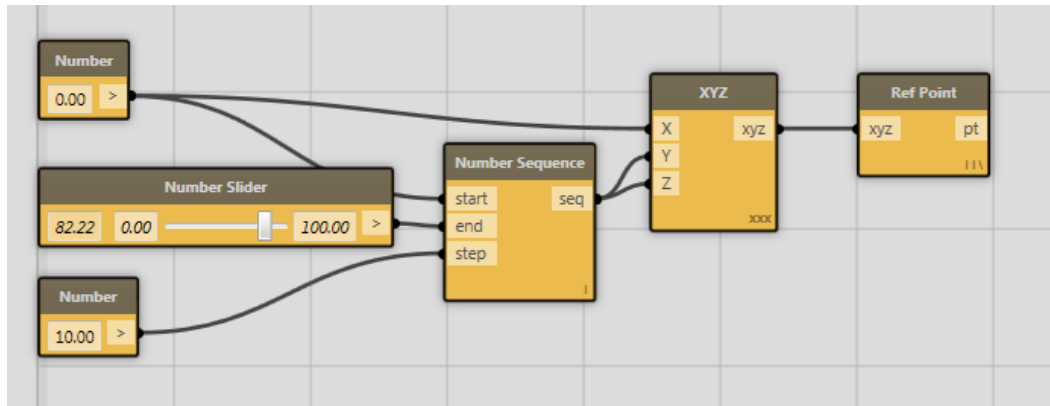 Number
0.00 >
Number Slider
82.22 0.00 100.00 >
Number
10.00 >
Number Sequence
start seq
end
step
|
XYZ
X xyz
Y
Z
xxx
Ref Point
xyz pt
| | \